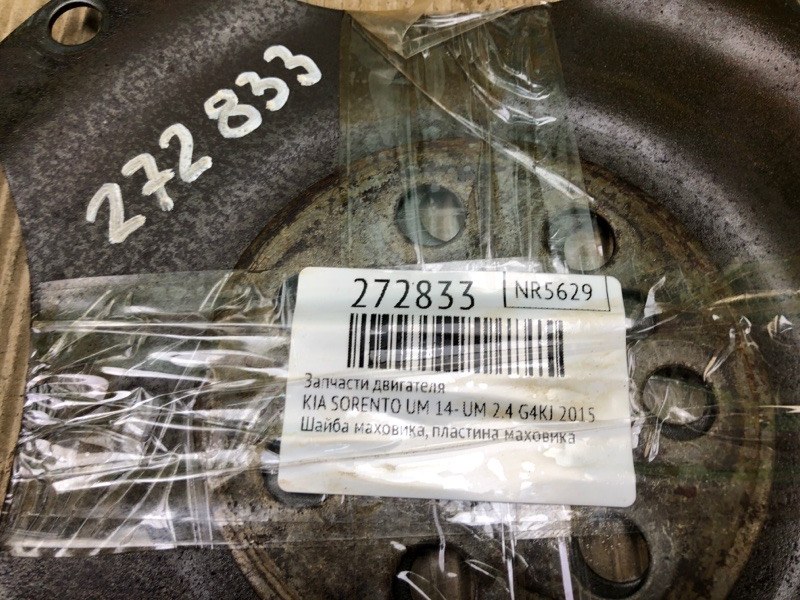 272833
272833 NR5629
Запчасти двигателя
KIA SORENTO UM 14- UM 2.4 G4KJ 2015
Шайба маховика, пластина маховика